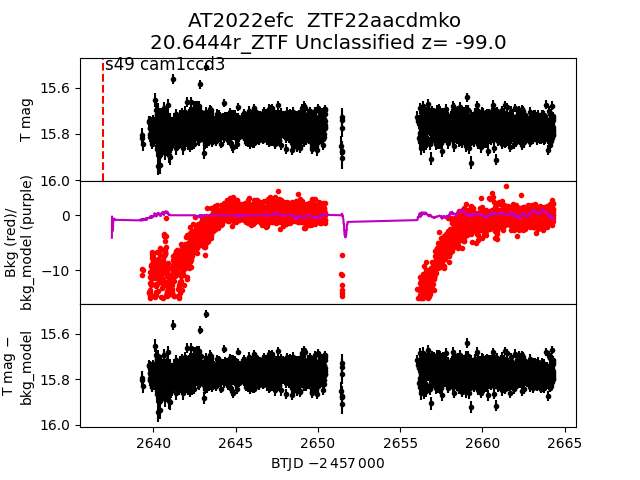 AT2022efc ZTF22aacdmko
20.6444r_ZTF Unclassified z= -99.0
s49 cam1ccd3
T mag
15.6
15.8
16.0
Bkg (red)/
bkg_model (purple)
0
−10
T mag −
bkg_model
15.6
15.8
16.0
2640 2645 2650 2655 2660 2665
BTJD −2 457 000